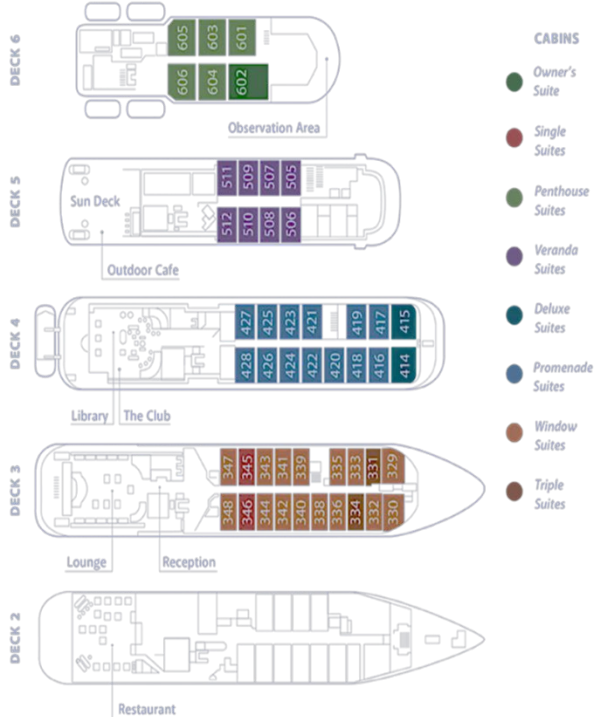 DECK 6
605 603 601
606 604 602
Observation Area
DECK 5
511 509 507 505
Sun Deck
512 510 508 506
Outdoor Cafe
DECK 4
427 425 423 421 419 417 415
428 426 424 422 420 418 416 414
Library The Club
DECK 3
347 345 343 341 339 335 333 331 329
348 346 344 342 340 338 336 334 332 330
Lounge Reception
DECK 2
Restaurant
CABINS
Owner's
Suite
Single
Suites
Penthouse
Suites
Veranda
Suites
Deluxe
Suites
Promenade
Suites
Window
Suites
Triple
Suites